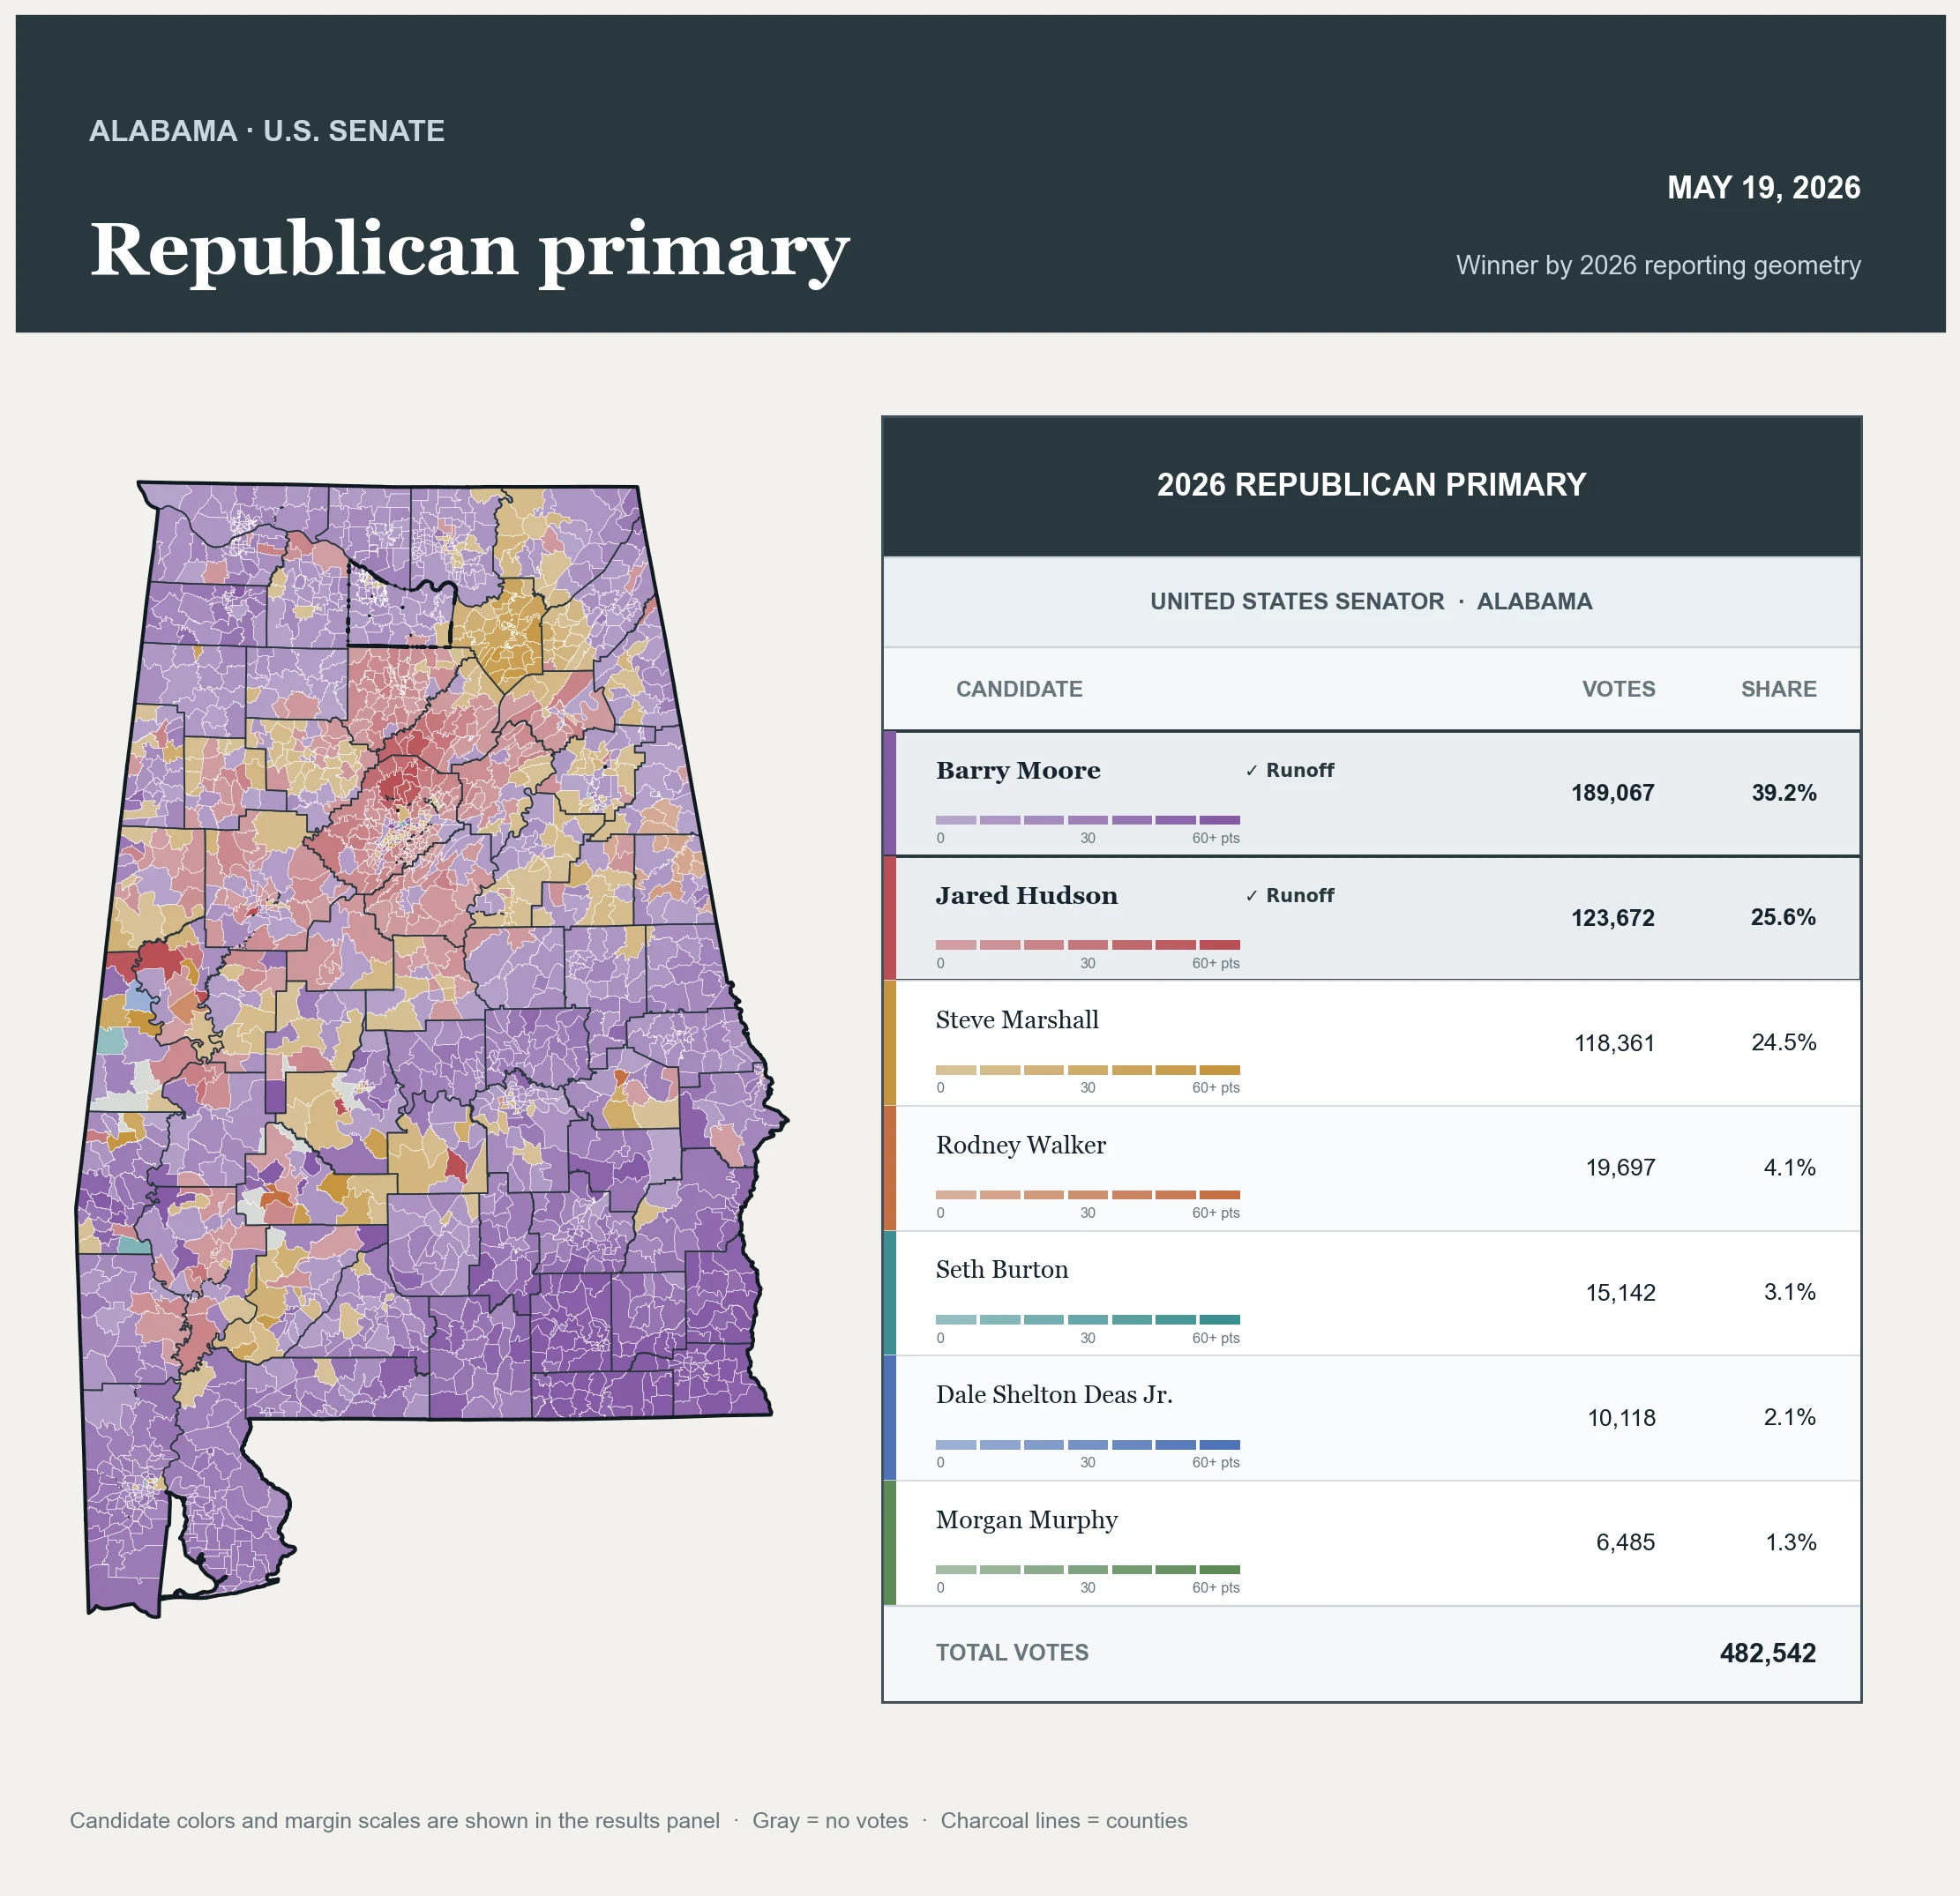 ALABAMA · U.S. SENATE
Republican primary
MAY 19, 2026
Winner by 2026 reporting geometry
2026 REPUBLICAN PRIMARY
UNITED STATES SENATOR · ALABAMA
CANDIDATE VOTES SHARE
Barry Moore ✓ Runoff 189,067 39.2%
0 30 60+ pts
Jared Hudson ✓ Runoff 123,672 25.6%
0 30 60+ pts
Steve Marshall 118,361 24.5%
0 30 60+ pts
Rodney Walker 19,697 4.1%
0 30 60+ pts
Seth Burton 15,142 3.1%
0 30 60+ pts
Dale Shelton Deas Jr. 10,118 2.1%
0 30 60+ pts
Morgan Murphy 6,485 1.3%
0 30 60+ pts
TOTAL VOTES 482,542
Candidate colors and margin scales are shown in the results panel · Gray = no votes · Charcoal lines = counties